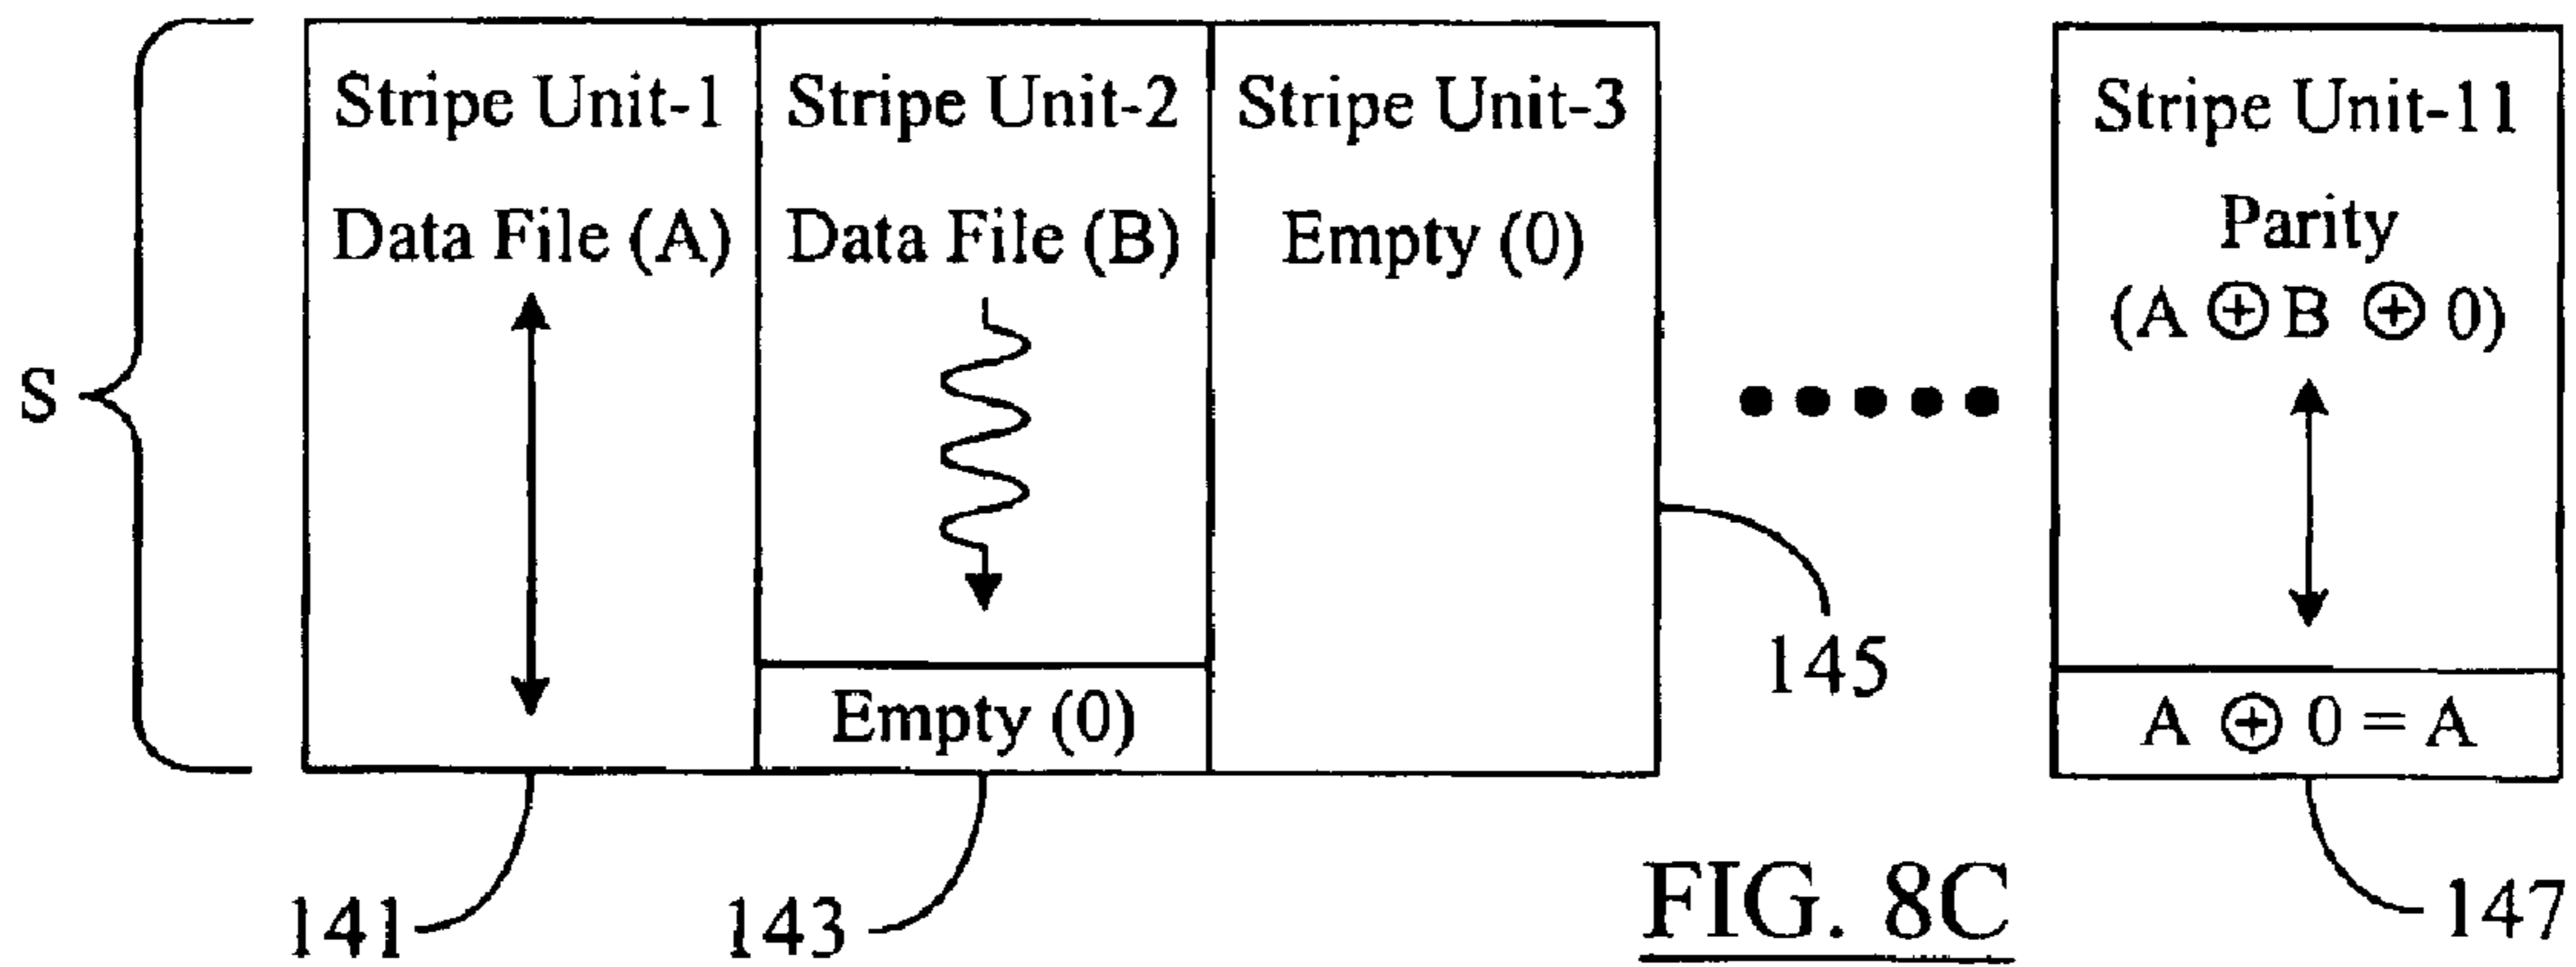 S
Stripe Unit-1
Data File (A)
Stripe Unit-2
Data File (B)
Empty (0)
Stripe Unit-3
Empty (0)
Stripe Unit-11
Parity
(A ⊕ B ⊕ 0)
A ⊕ 0 = A
141
143
145
147
FIG. 8C